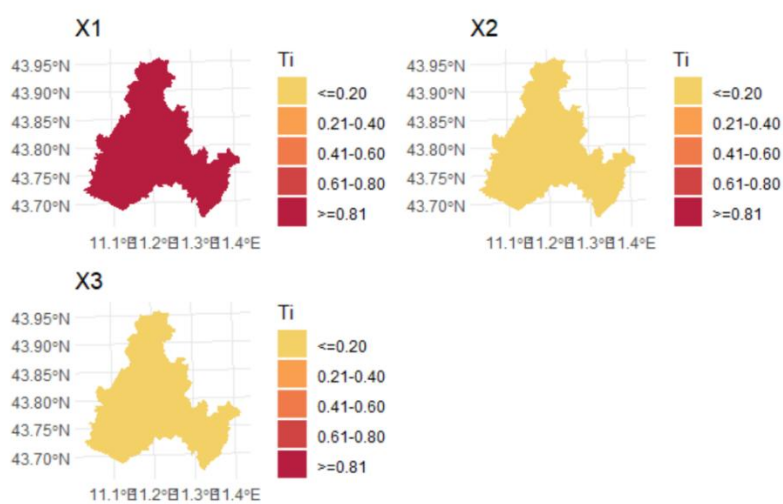 X1
Ti
43.95°N
43.90°N
43.85°N
43.80°N
43.75°N
43.70°N
11.1°E 11.2°E 11.3°E 11.4°E
<=0.20
0.21-0.40
0.41-0.60
0.61-0.80
>=0.81
X2
Ti
43.95°N
43.90°N
43.85°N
43.80°N
43.75°N
43.70°N
11.1°E 11.2°E 11.3°E 11.4°E
<=0.20
0.21-0.40
0.41-0.60
0.61-0.80
>=0.81
X3
Ti
43.95°N
43.90°N
43.85°N
43.80°N
43.75°N
43.70°N
11.1°E 11.2°E 11.3°E 11.4°E
<=0.20
0.21-0.40
0.41-0.60
0.61-0.80
>=0.81